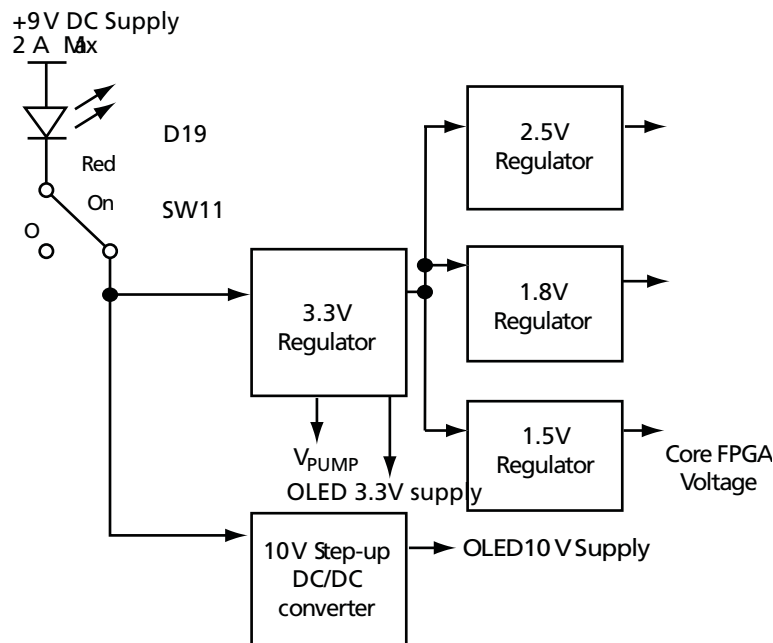 +9V DC Supply
2 A Max
D19
Red
On
SW11
O
3.3V
Regulator
2.5V
Regulator
1.8V
Regulator
1.5V
Regulator
Core FPGA
Voltage
VPUMP
OLED 3.3V supply
10V Step-up
DC/DC
converter
OLED10 V Supply